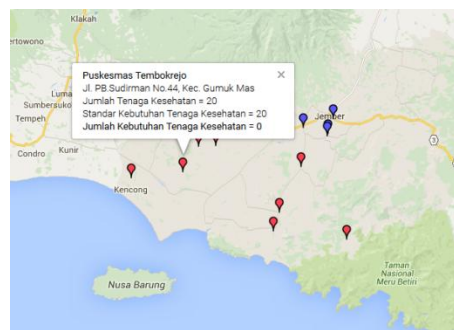 Klakah
ertowono
Puskesmas Tembokrejo
Jl. PB.Sudirman No.44, Kec. Gumuk Mas
Jumlah Tenaga Kesehatan = 20
Standar Kebutuhan Tenaga Kesehatan = 20
Jumlah Kebutuhan Tenaga Kesehatan = 0
Luma
Sumbersuko
Tempeh
Jember
3
Condro
Kunir
Kencong
Nusa Barung
Taman
Nasional
Meru Betiri